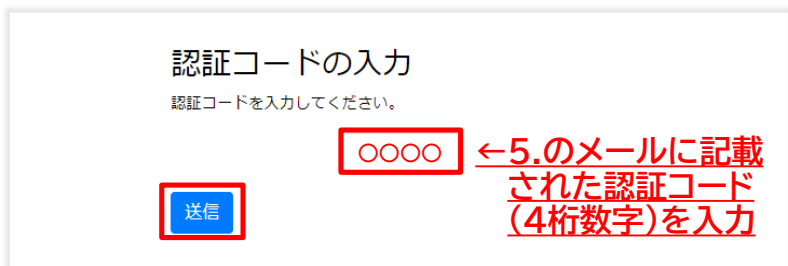 認証コードの入力
認証コードを入力してください。
○○○○
←5.のメールに記載
された認証コード
(4桁数字)を入力
送信